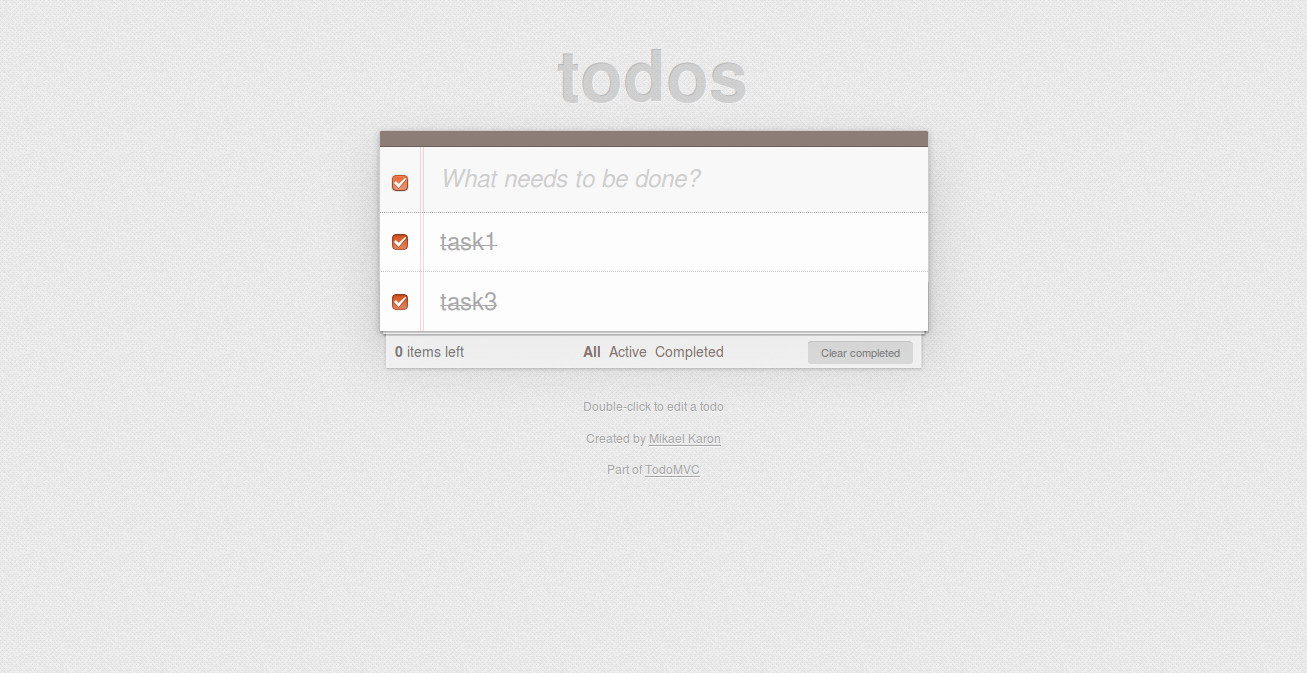 todos
What needs to be done?
task1
task3
0 items left All Active Completed Clear completed
Double-click to edit a todo
Created by Mikael Karon
Part of TodoMVC